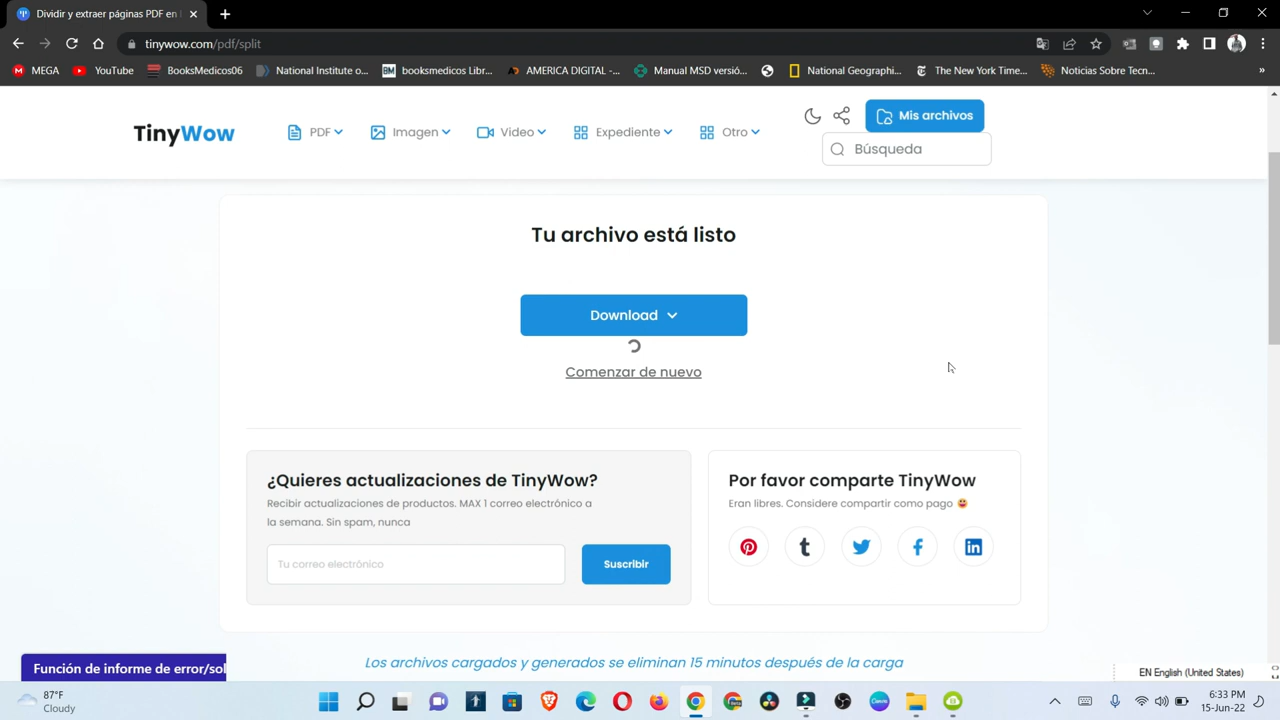 Dividir y extraer páginas PDF en l
tinywow.com/pdf/split
MEGA
YouTube
BooksMedicos06
National Institute o...
booksmedicos Libr...
AMERICA DIGITAL -...
Manual MSD versió...
National Geographi...
The New York Time...
Noticias Sobre Tecn...
»
TinyWow
PDF
Imagen
Video
Expediente
Otro
Mis archivos
Búsqueda
Tu archivo está listo
Download
Comenzar de nuevo
¿Quieres actualizaciones de TinyWow?
Recibir actualizaciones de productos. MAX 1 correo electrónico a
la semana. Sin spam, nunca
Tu correo electrónico
Suscribir
Por favor comparte TinyWow
Eran libres. Considere compartir como pago 😃
Los archivos cargados y generados se eliminan 15 minutos después de la carga
Función de informe de error/sol
EN English (United States)
87°F
Cloudy
6:33 PM
15-Jun-22